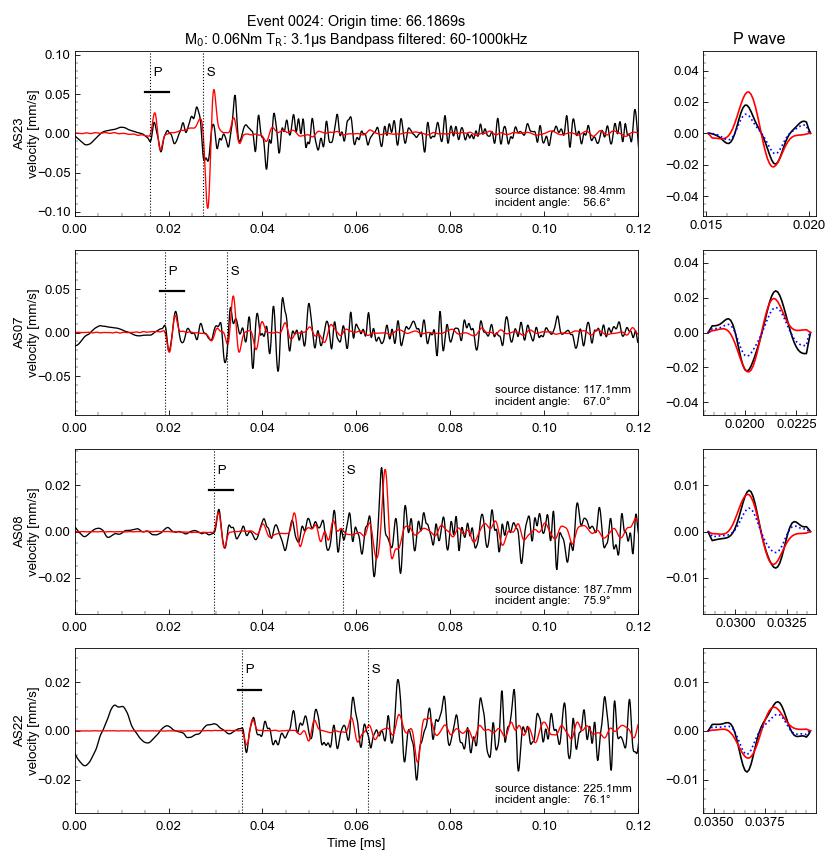 Event 0024: Origin time: 66.1869s
M0: 0.06Nm TR: 3.1μs Bandpass filtered: 60-1000kHz
P wave
AS23
velocity [mm/s]
0.10
0.05
0.00
−0.05
−0.10
P
S
source distance: 98.4mm
incident angle: 56.6°
0.00 0.02 0.04 0.06 0.08 0.10 0.12
0.04
0.02
0.00
−0.02
−0.04
0.015 0.020
AS07
velocity [mm/s]
0.05
0.00
−0.05
P
S
source distance: 117.1mm
incident angle: 67.0°
0.00 0.02 0.04 0.06 0.08 0.10 0.12
0.04
0.02
0.00
−0.02
−0.04
0.0200 0.0225
AS08
velocity [mm/s]
0.02
0.00
−0.02
P
S
source distance: 187.7mm
incident angle: 75.9°
0.00 0.02 0.04 0.06 0.08 0.10 0.12
0.01
0.00
−0.01
0.0300 0.0325
AS22
velocity [mm/s]
0.02
0.00
−0.02
P
S
source distance: 225.1mm
incident angle: 76.1°
0.00 0.02 0.04 0.06 0.08 0.10 0.12
Time [ms]
0.01
0.00
−0.01
0.0350 0.0375